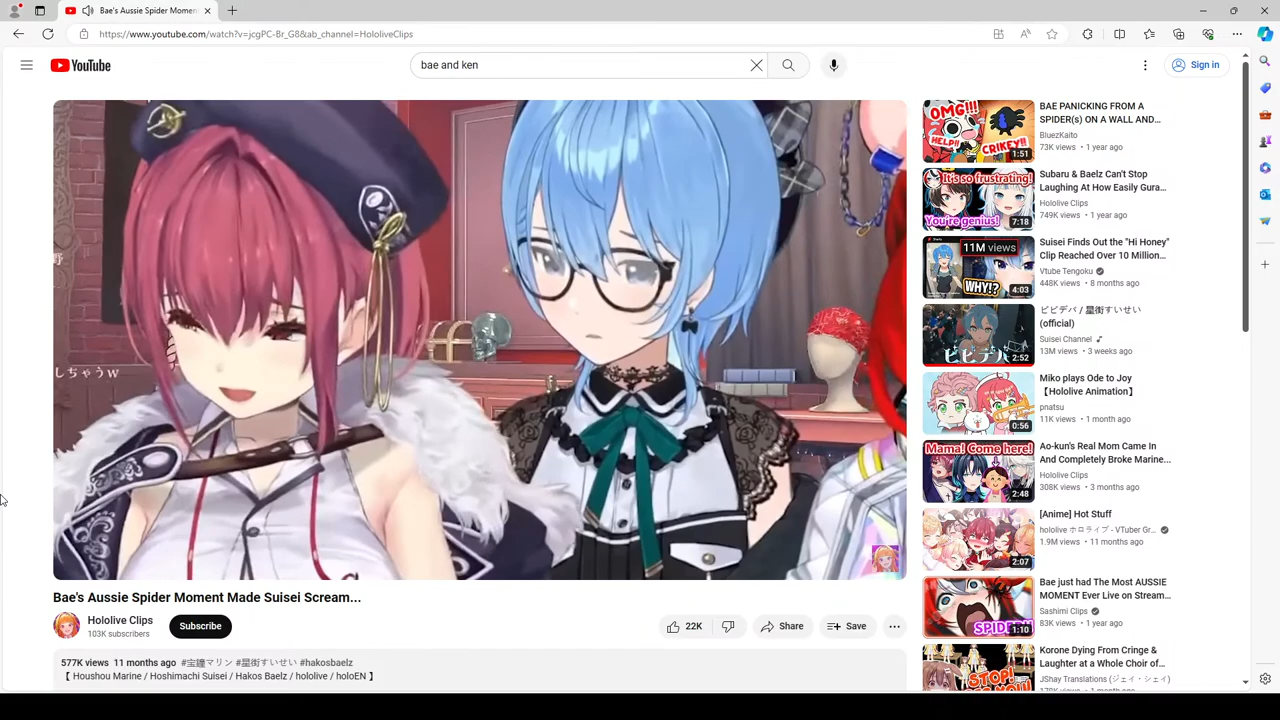 Bae's Aussie Spider Momen
https://www.youtube.com/watch?v=jcgPC-Br_G8&ab_channel=HololiveClips
YouTube
bae and ken
Sign in
しちゃうｗ
Bae's Aussie Spider Moment Made Suisei Scream...
Hololive Clips
103K subscribers
Subscribe
22K
Share
Save
577K views 11 months ago #宝鐘マリン #星街すいせい #hakosbaelz
【 Houshou Marine / Hoshimachi Suisei / Hakos Baelz / hololive / holoEN 】
OMG!!!
HELP!!
CRIKEY!!
1:51
BAE PANICKING FROM A
SPIDER(s) ON A WALL AND...
BluezKaito
73K views • 1 year ago
It's so frustrating!
You're genius!
7:18
Subaru & Baelz Can't Stop
Laughing At How Easily Gura...
Hololive Clips
749K views • 1 year ago
11M views
WHY!?
4:03
Suisei Finds Out the "Hi Honey"
Clip Reached Over 10 Million...
Vtube Tengoku
448K views • 8 months ago
ビビデバ
2:52
ビビデバ / 星街すいせい
(official)
Suisei Channel
13M views • 3 weeks ago
0:56
Miko plays Ode to Joy
【Hololive Animation】
pnatsu
11K views • 1 month ago
Mama! Come here!
2:48
Ao-kun's Real Mom Came In
And Completely Broke Marine...
Hololive Clips
308K views • 3 months ago
2:07
[Anime] Hot Stuff
hololive ホロライブ - VTuber Gr...
1.9M views • 11 months ago
SPIDER
1:10
Bae just had The Most AUSSIE
MOMENT Ever Live on Stream...
Sashimi Clips
83K views • 1 year ago
STOP!
Korone Dying From Cringe &
Laughter at a Whole Choir of...
JShay Translations (ジェイ・シェイ)